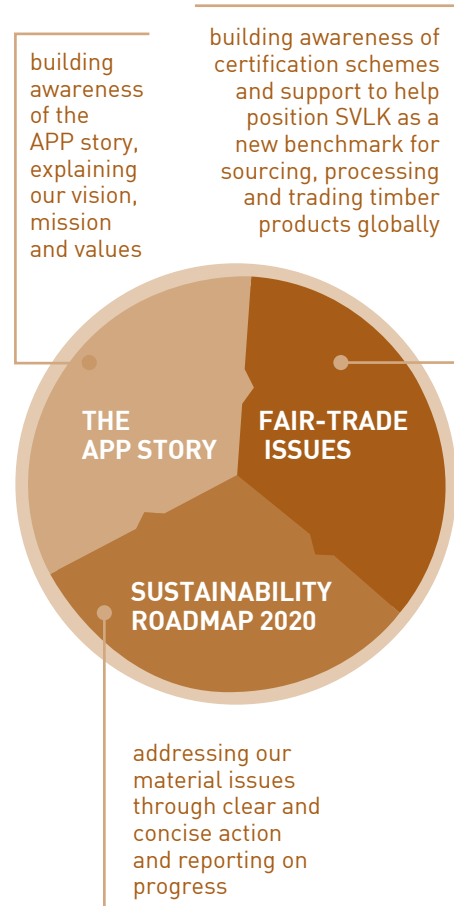 building
awareness
of the
APP story,
explaining
our vision,
mission
and values
building awareness of
certification schemes
and support to help
position SVLK as a
new benchmark for
sourcing, processing
and trading timber
products globally
THE
APP STORY
FAIR-TRADE
ISSUES
SUSTAINABILITY
ROADMAP 2020
addressing our
material issues
through clear and
concise action
and reporting on
progress